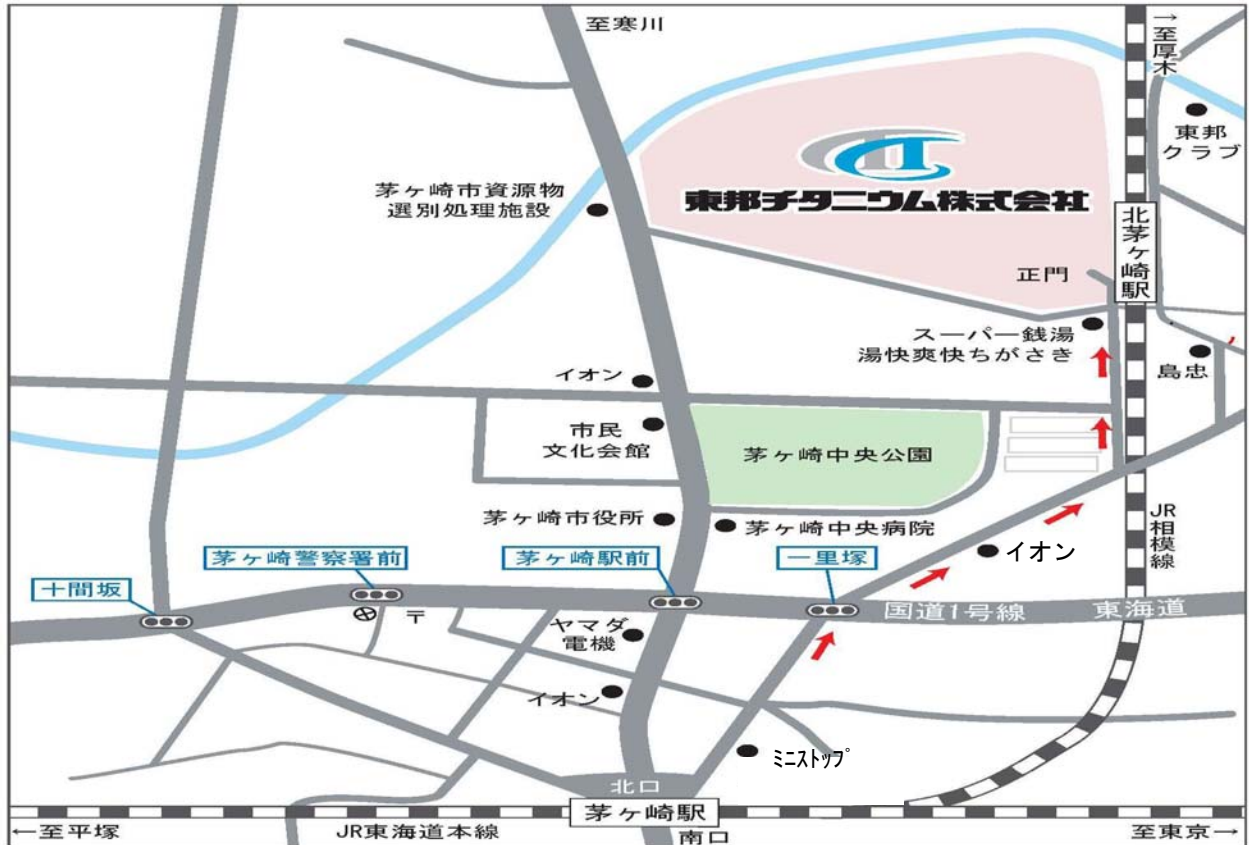 至寒川
→至厚木
東邦
クラブ
茅ヶ崎市資源物
選別処理施設
東邦チタニウム株式会社
北茅ヶ崎駅
正門
スーパー銭湯
湯快爽快ちがさき
島忠
イオン
市民
文化会館
茅ヶ崎中央公園
茅ヶ崎市役所
茅ヶ崎中央病院
JR相模線
イオン
茅ヶ崎警察署前
茅ヶ崎駅前
一里塚
十間坂
〒
国道1号線
東海道
ヤマダ
電機
イオン
ミニストップ
北口
茅ヶ崎駅
南口
←至平塚
JR東海道本線
至東京→